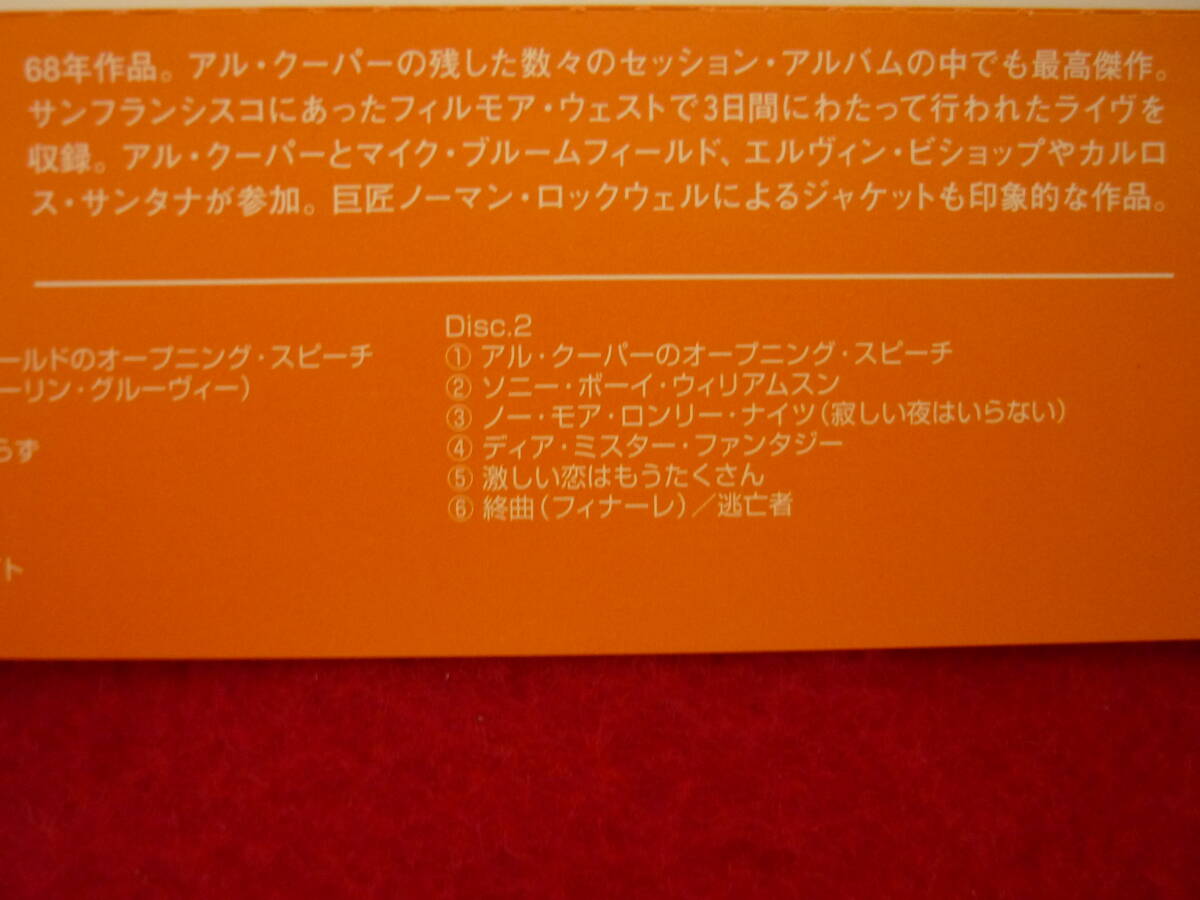 68年作品。アル・クーパーの残した数々のセッション・アルバムの中でも最高傑作。
サンフランシスコにあったフィルモア・ウェストで3日間にわたって行われたライヴを
収録。アル・クーパーとマイク・ブルームフィールド、エルヴィン・ビショップやカルロ
ス・サンタナが参加。巨匠ノーマン・ロックウェルによるジャケットも印象的な作品。
ールドのオープニング・スピーチ
ーリン・グルーヴィー）
らず
イト
Disc.2
① アル・クーパーのオープニング・スピーチ
② ソニー・ボーイ・ウィリアムスン
③ ノー・モア・ロンリー・ナイツ（寂しい夜はいらない）
④ ディア・ミスター・ファンタジー
⑤ 激しい恋はもうたくさん
⑥ 終曲（フィナーレ）／逃亡者